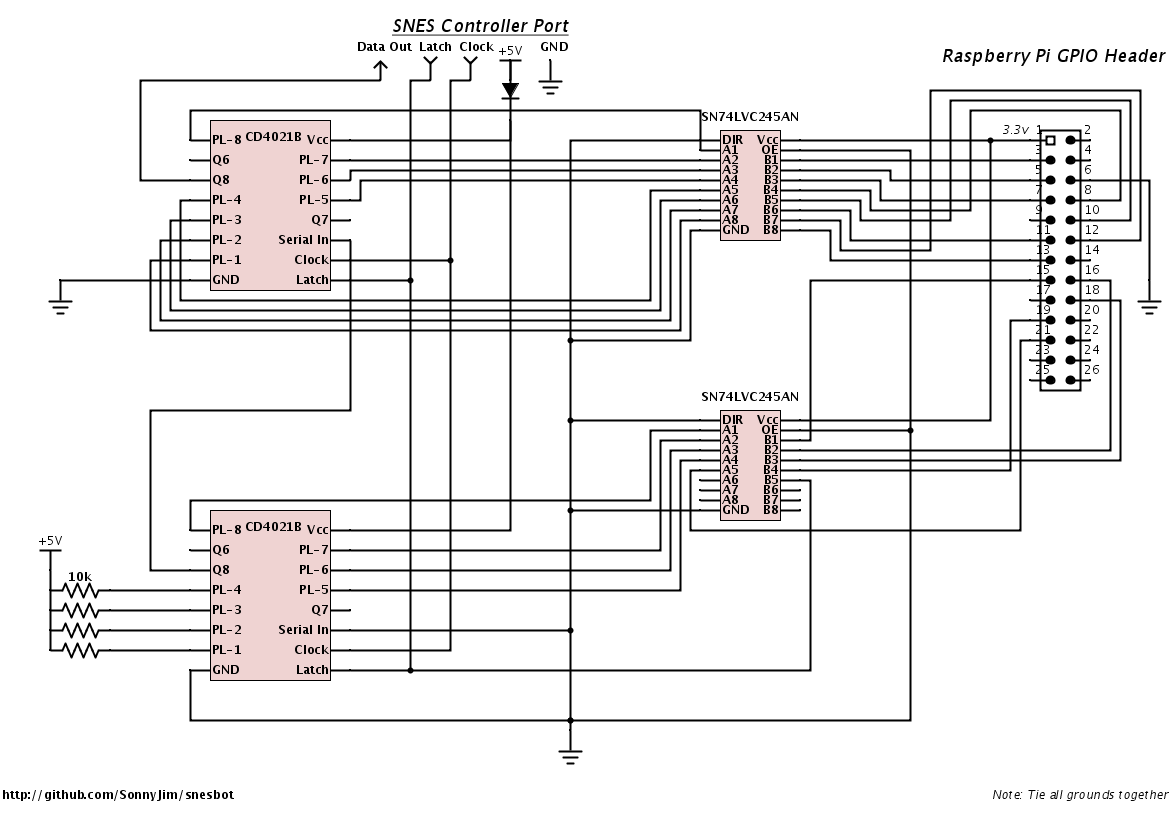 SNES Controller Port
Data Out Latch Clock +5V GND
Raspberry Pi GPIO Header
SN74LVC245AN
3.3v 1 2
3 4
5 6
7 8
9 10
11 12
13 14
15 16
17 18
19 20
21 22
23 24
25 26
CD4021B
PL-8 Vcc
Q6 PL-7
Q8 PL-6
PL-4 PL-5
PL-3 Q7
PL-2 Serial In
PL-1 Clock
GND Latch
DIR Vcc
A1 OE
A2 B1
A3 B2
A4 B3
A5 B4
A6 B5
A7 B6
A8 B7
GND B8
SN74LVC245AN
DIR Vcc
A1 OE
A2 B1
A3 B2
A4 B3
A5 B4
A6 B5
A7 B6
A8 B7
GND B8
CD4021B
PL-8 Vcc
Q6 PL-7
Q8 PL-6
PL-4 PL-5
PL-3 Q7
PL-2 Serial In
PL-1 Clock
GND Latch
+5V
10k
http://github.com/SonnyJim/snesbot
Note: Tie all grounds together